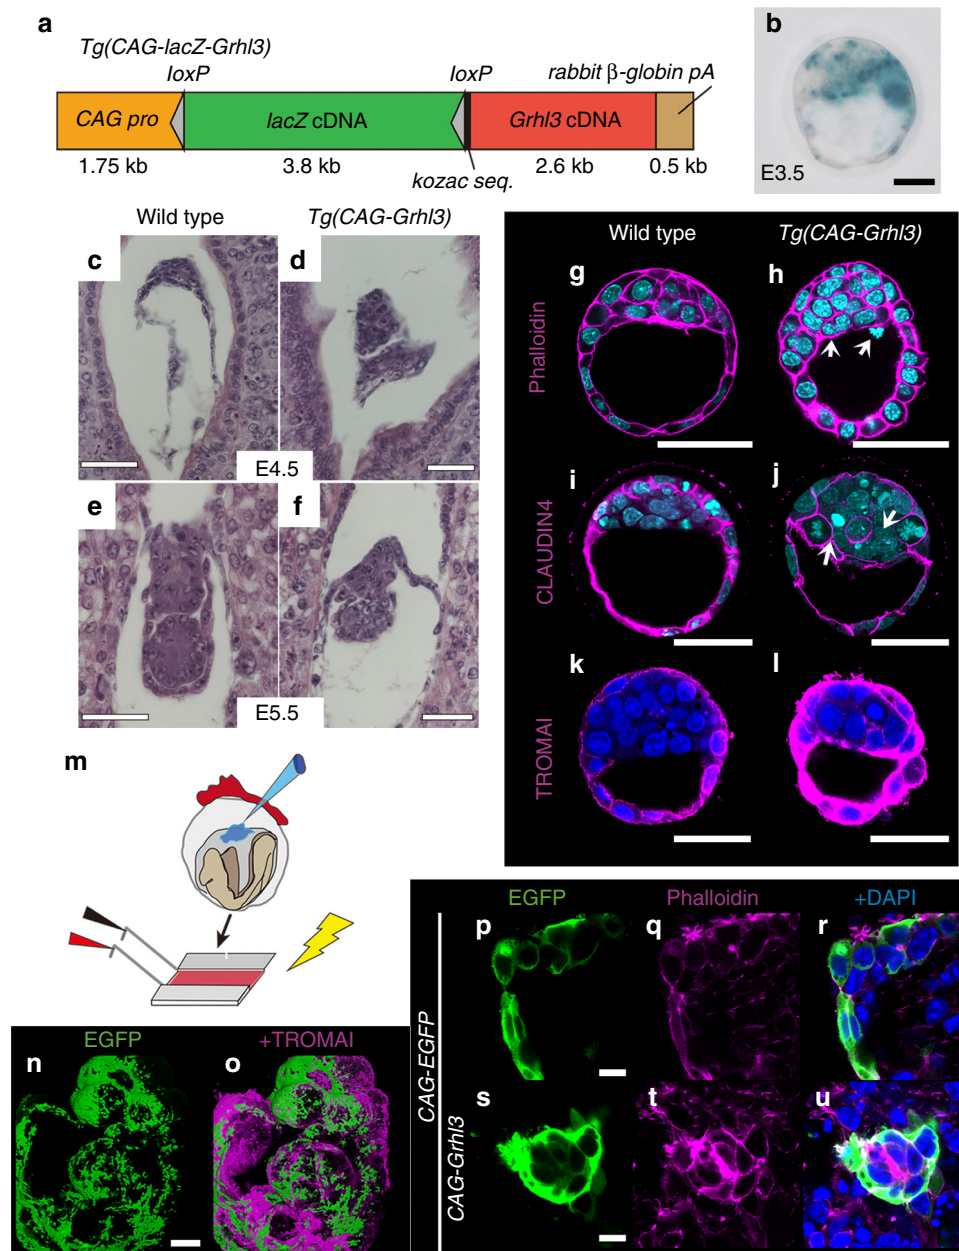 a
Tg(CAG-lacZ-Grhl3)
loxP
loxP
rabbit β-globin pA
CAG pro
lacZ cDNA
Grhl3 cDNA
1.75 kb
3.8 kb
kozac seq.
2.6 kb
0.5 kb
b
E3.5
Wild type
Tg(CAG-Grhl3)
c
d
E4.5
e
f
E5.5
Wild type
Tg(CAG-Grhl3)
Phalloidin
g
h
CLAUDIN4
i
j
TROMAI
k
l
m
EGFP
+TROMAI
n
o
EGFP
Phalloidin
+DAPI
CAG-EGFP
p
q
r
CAG-Grhl3
s
t
u